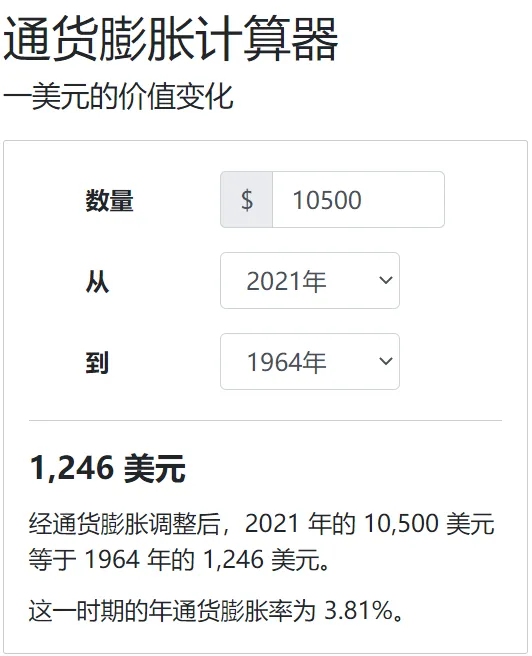 通货膨胀计算器
一美元的价值变化
数量
$ 10500
从
2021年
到
1964年
1,246 美元
经通货膨胀调整后，2021 年的 10,500 美元
等于 1964 年的 1,246 美元。
这一时期的年通货膨胀率为 3.81%。